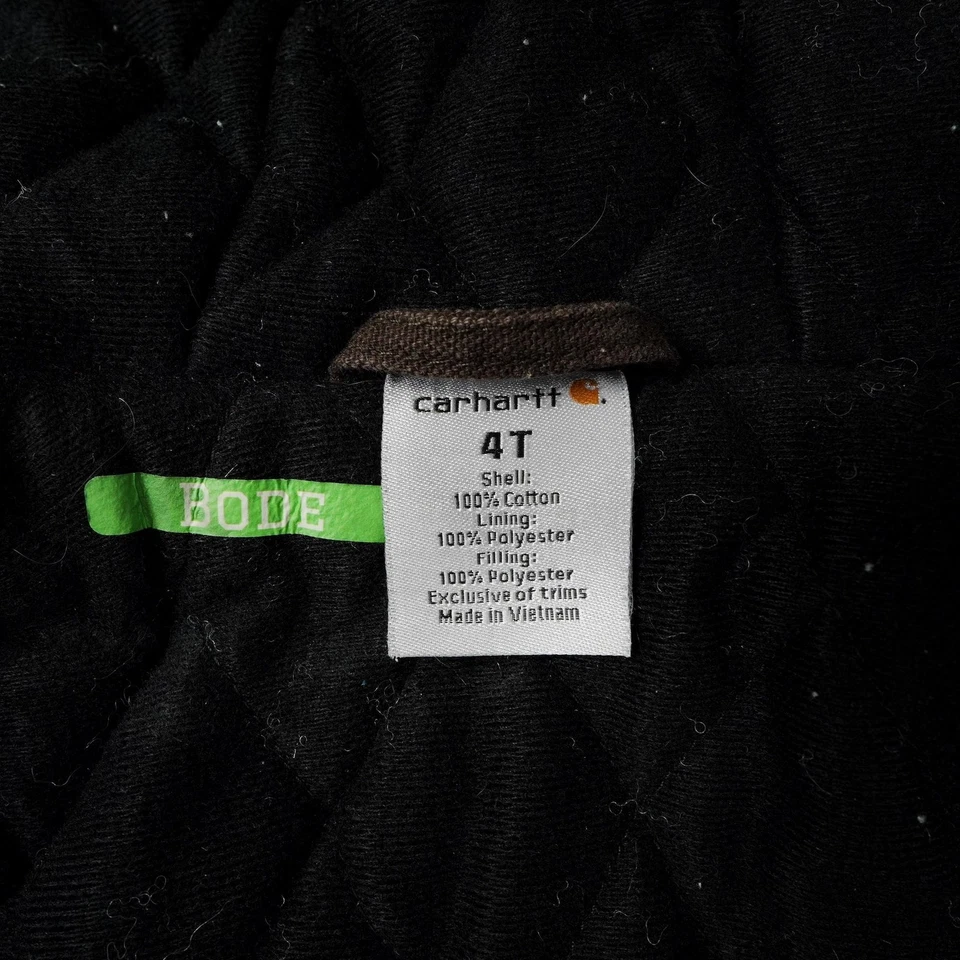 carhartt
4T
Shell:
100% Cotton
Lining:
100% Polyester
Filling:
100% Polyester
Exclusive of trims
Made in Vietnam
BODE